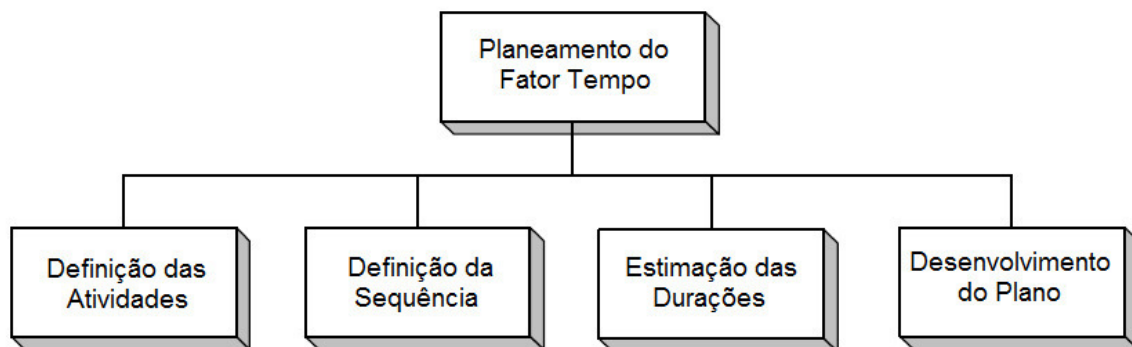 Planeamento do
Fator Tempo
Definição das
Atividades
Definição da
Sequência
Estimação das
Durações
Desenvolvimento
do Plano